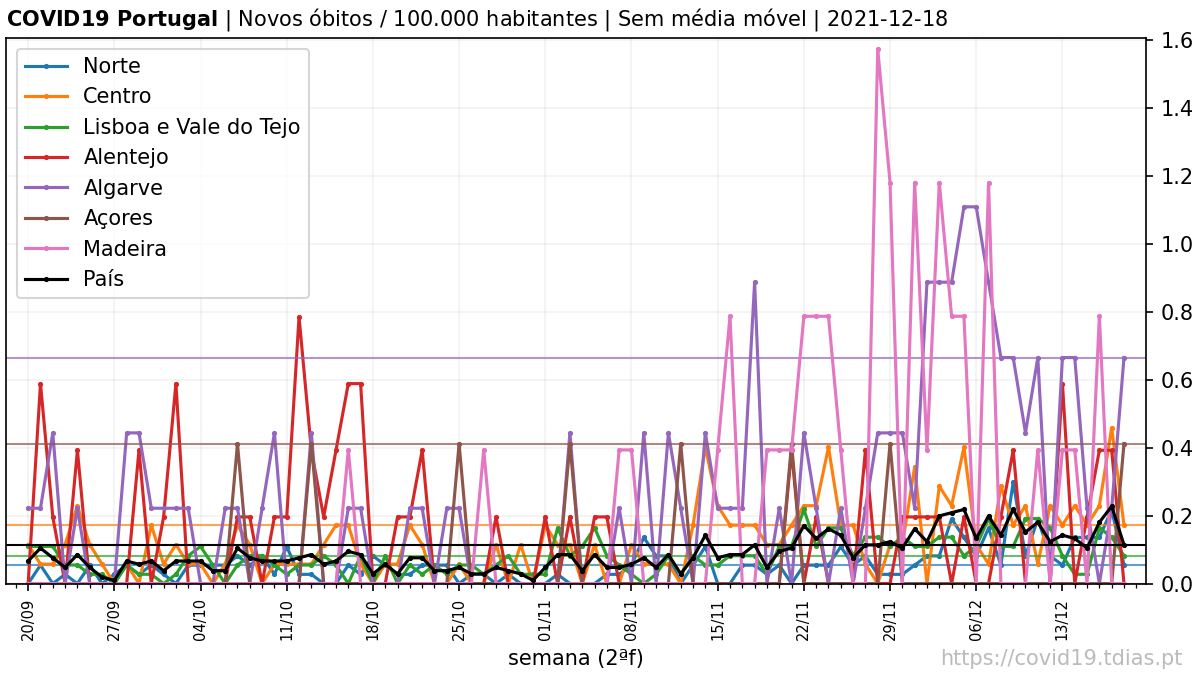 COVID19 Portugal | Novos óbitos / 100.000 habitantes | Sem média móvel | 2021-12-18
Norte
Centro
Lisboa e Vale do Tejo
Alentejo
Algarve
Açores
Madeira
País
1.6
1.4
1.2
1.0
0.8
0.6
0.4
0.2
0.0
20/09
27/09
04/10
11/10
18/10
25/10
01/11
08/11
15/11
22/11
29/11
06/12
13/12
semana (2ªf)
https://covid19.tdias.pt